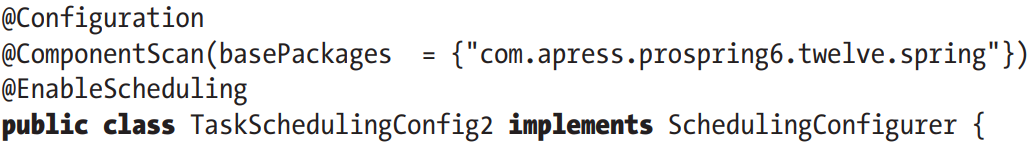 @Configuration
@ComponentScan(basePackages  = {"com.apress.prospring6.twelve.spring"})
@EnableScheduling
public class TaskSchedulingConfig2 implements SchedulingConfigurer {